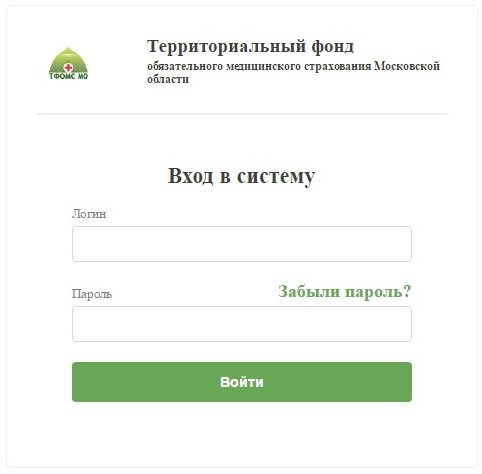 ТФОМС МО
Территориальный фонд
обязательного медицинского страхования Московской
области
Вход в систему
Логин
Забыли пароль?
Пароль
Войти